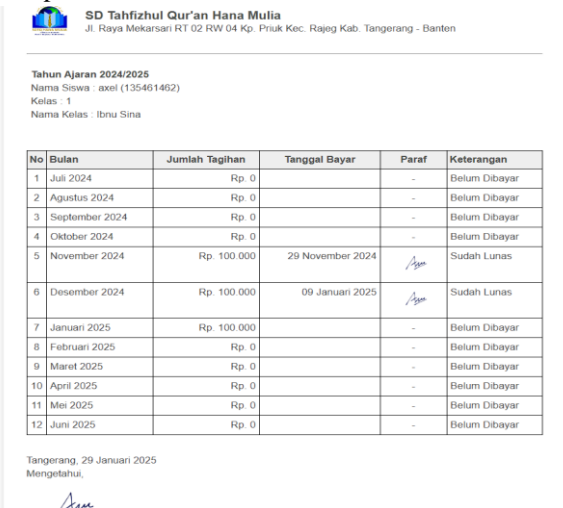 SD Tahfizhul Qur'an Hana Mulia
Jl. Raya Mekarsari RT 02 RW 04 Kp. Priuk Kec. Rajeg Kab. Tangerang - Banten
Tahun Ajaran 2024/2025
Nama Siswa : axel (135461462)
Kelas : 1
Nama Kelas : Ibnu Sina
No Bulan Jumlah Tagihan Tanggal Bayar Paraf Keterangan
1 Juli 2024 Rp. 0 - Belum Dibayar
2 Agustus 2024 Rp. 0 - Belum Dibayar
3 September 2024 Rp. 0 - Belum Dibayar
4 Oktober 2024 Rp. 0 - Belum Dibayar
5 November 2024 Rp. 100.000 29 November 2024 Sudah Lunas
6 Desember 2024 Rp. 100.000 09 Januari 2025 Sudah Lunas
7 Januari 2025 Rp. 100.000 - Belum Dibayar
8 Februari 2025 Rp. 0 - Belum Dibayar
9 Maret 2025 Rp. 0 - Belum Dibayar
10 April 2025 Rp. 0 - Belum Dibayar
11 Mei 2025 Rp. 0 - Belum Dibayar
12 Juni 2025 Rp. 0 - Belum Dibayar
Tangerang, 29 Januari 2025
Mengetahui,